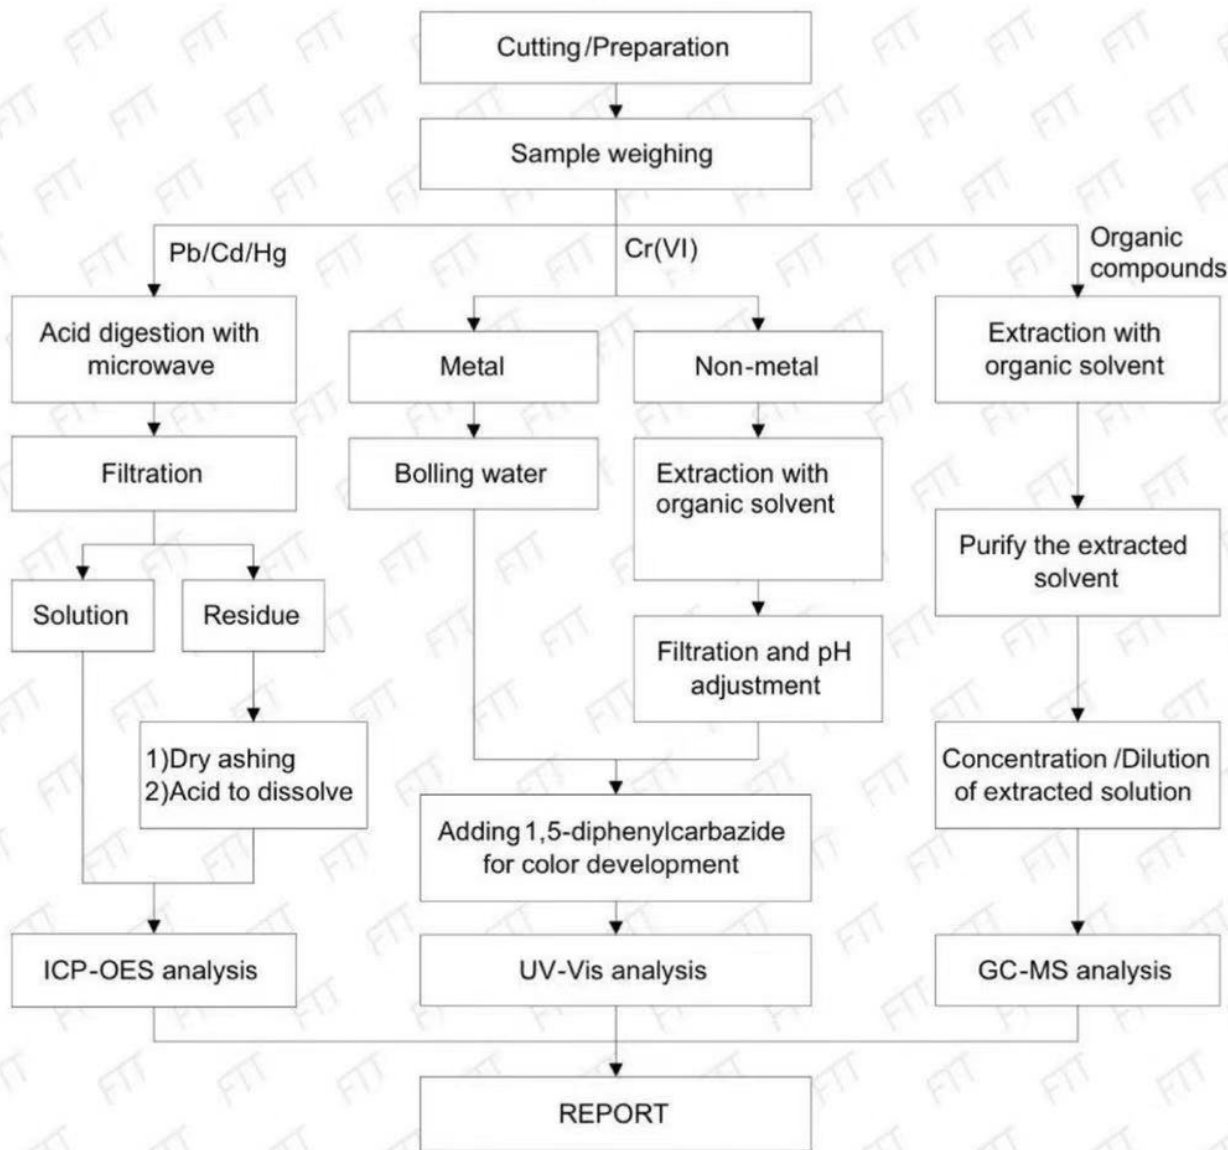 Cutting/Preparation
Sample weighing
Pb/Cd/Hg
Cr(VI)
Organic
compounds
Acid digestion with
microwave
Metal
Non-metal
Extraction with
organic solvent
Filtration
Bolling water
Extraction with
organic solvent
Purify the extracted
solvent
Solution
Residue
Filtration and pH
adjustment
1)Dry ashing
2)Acid to dissolve
Concentration /Dilution
of extracted solution
Adding 1,5-diphenylcarbazide
for color development
ICP-OES analysis
UV-Vis analysis
GC-MS analysis
REPORT